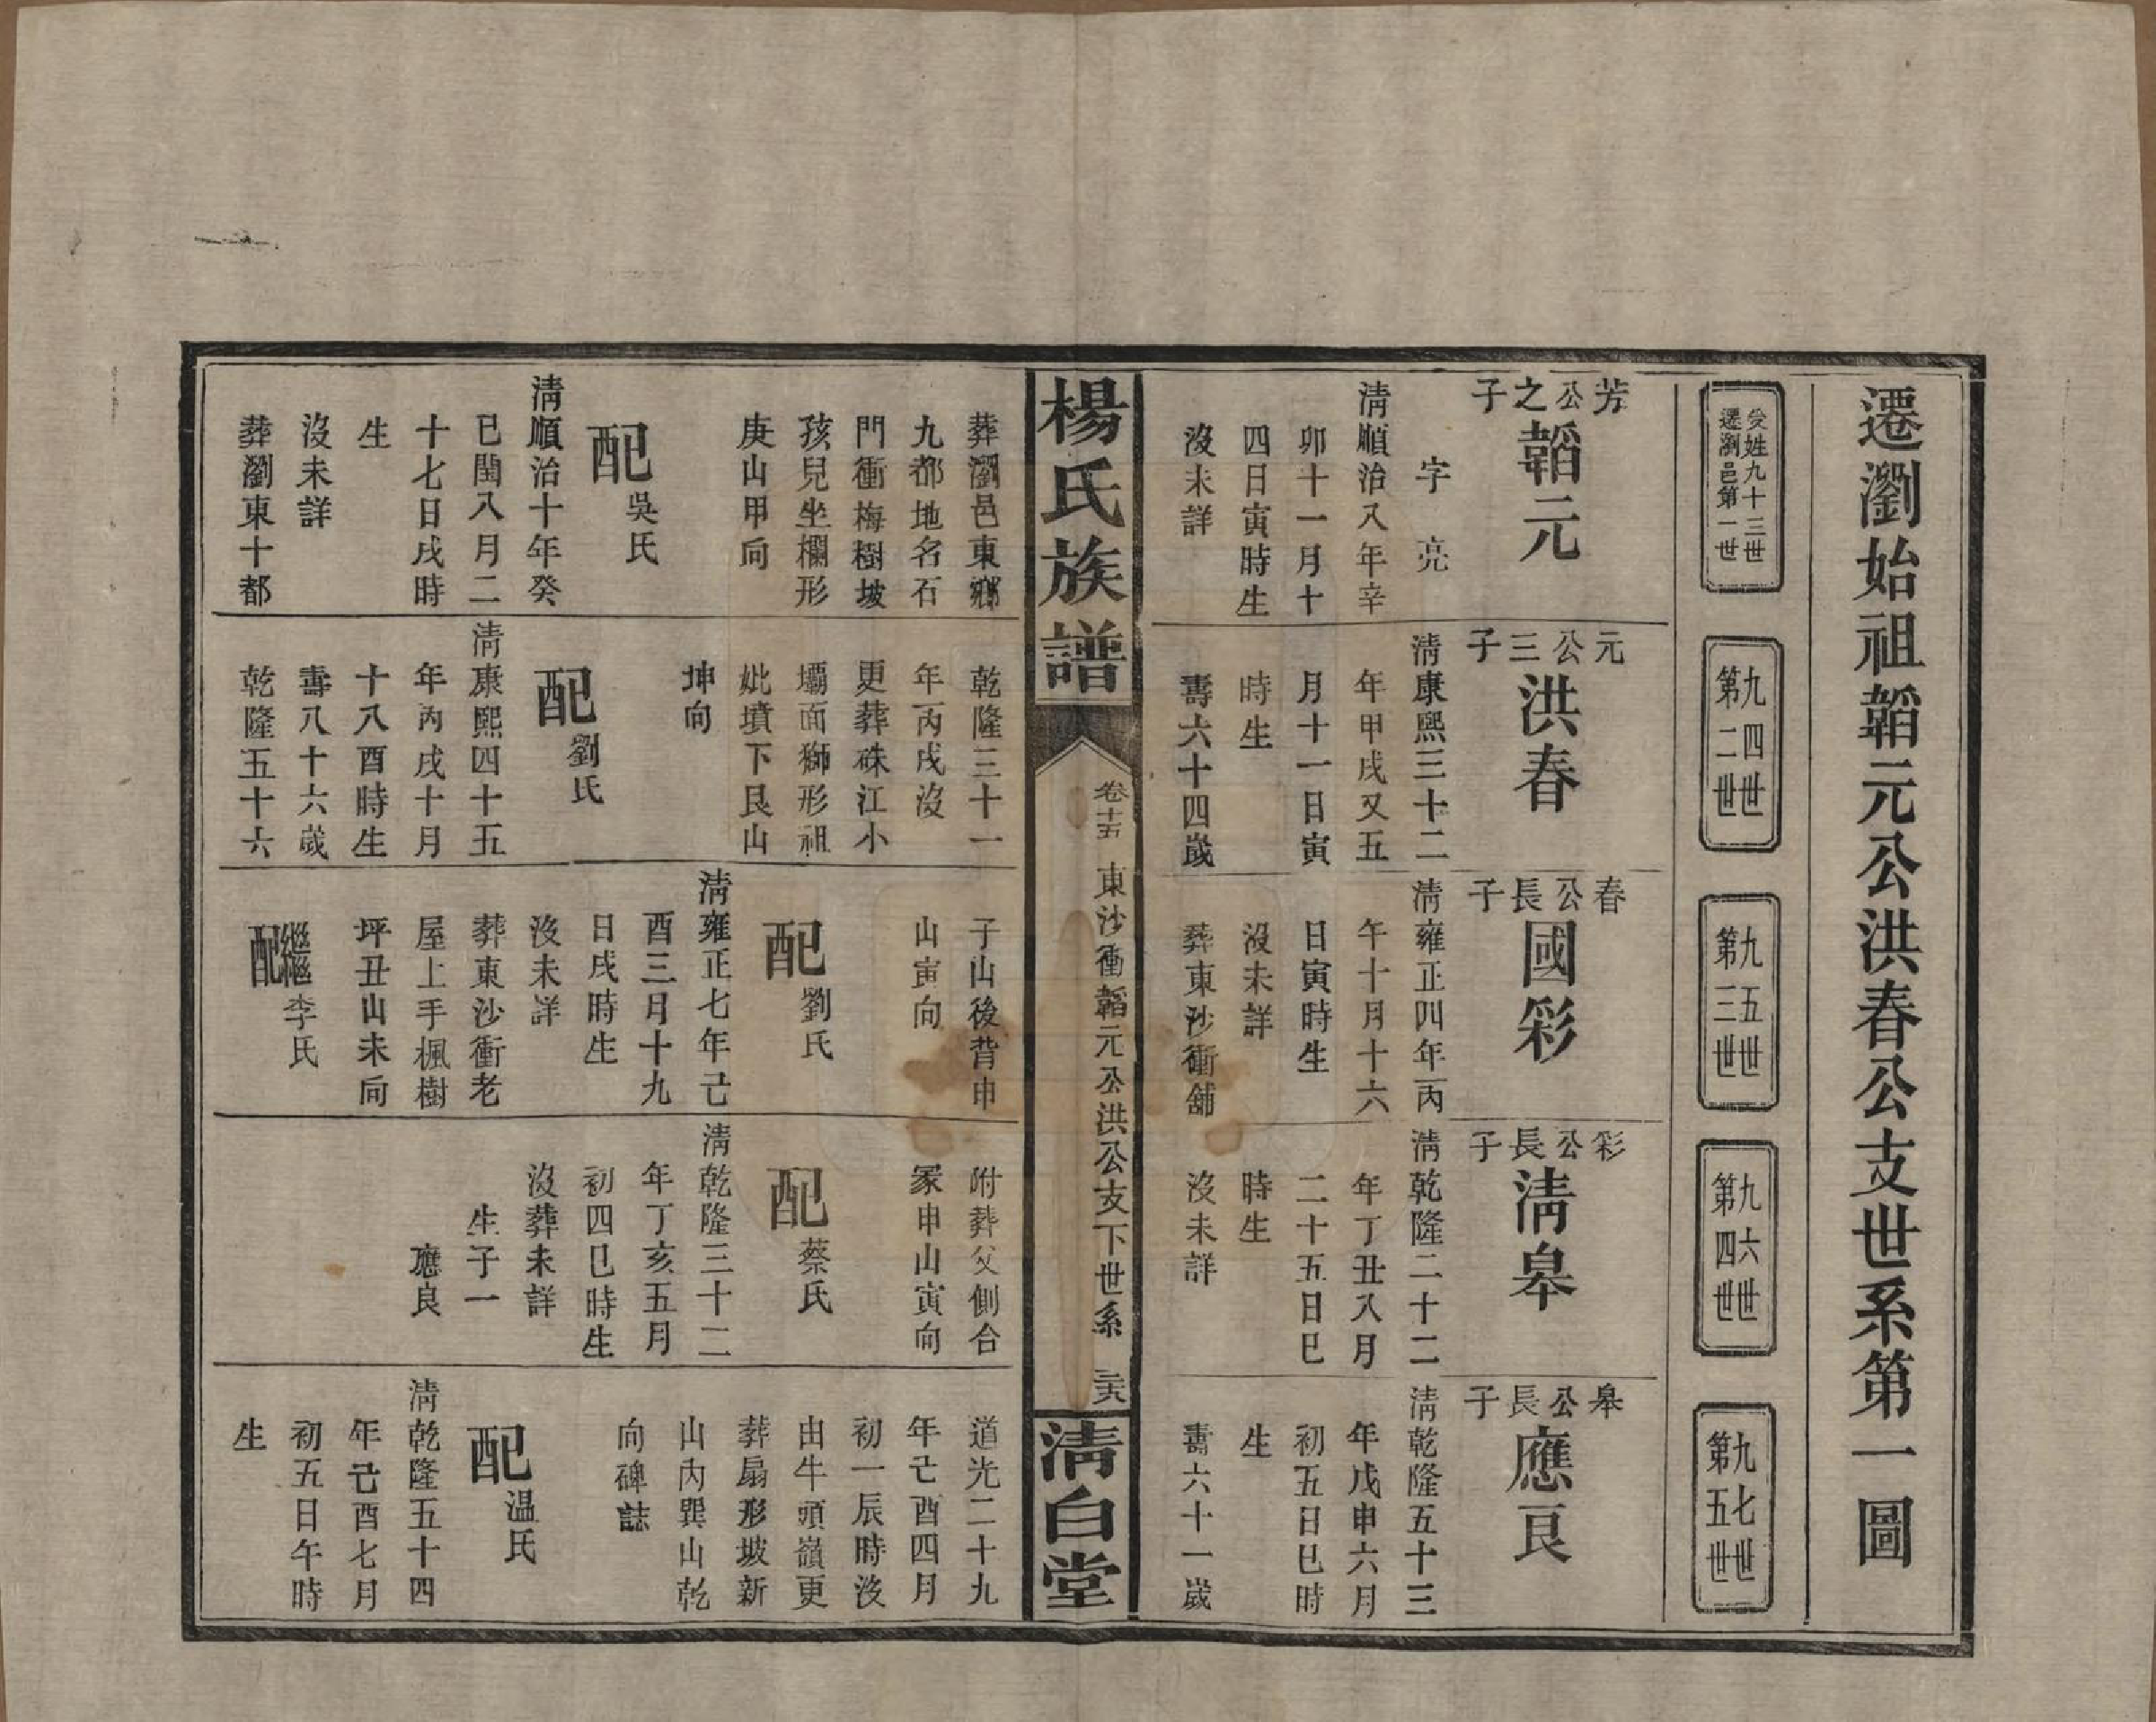 遷瀏始祖韜元公洪春公支世系第一圖
受姓九十三世
遷瀏邑第一世
九四世
第二世
九五世
第三世
九六世
第四世
九七世
第五世
芳公之子
韜元
字亮
清順治八年辛
卯十一月十
四日寅時生
沒未詳
元公三子
洪春
清康熙三十二
年甲戌又五
月十一日寅
時生
壽六十四歲
春公長子
國彩
清雍正四年丙
午十月十六
日寅時生
沒未詳
葬東沙衝舖
彩公長子
清皋
清乾隆二十二
年丁丑八月
二十五日巳
時生
沒未詳
皋公長子
應良
清乾隆五十三
年戊申六月
初五日巳時
生
壽六十一歲
楊氏族譜
卷十五
東沙衝韜元公洪公支下世系
二六
清白堂
葬瀏邑東鄉
九都地名石
門衝梅樹坡
孩兒坐欄形
庚山甲向
配吳氏
清順治十年癸
巳閏八月二
十七日戌時
生
沒未詳
葬瀏東十都
乾隆三十一
年丙戌沒
更葬硃江小
壩面獅形祖
妣墳下艮山
坤向
配劉氏
清康熙四十五
年丙戌十月
十八酉時生
壽八十六歲
乾隆五十六
子山後背申
山寅向
配劉氏
清雍正七年己
酉三月十九
日戌時生
沒未詳
葬東沙衝老
屋上手楓樹
坪丑山未向
繼配李氏
附葬父側合
冢申山寅向
配蔡氏
清乾隆三十二
年丁亥五月
初四巳時生
沒葬未詳
生子一
應良
道光二十九
年己酉四月
初一辰時沒
由牛頭嶺更
葬扇形坡新
山內巽山乾
向碑誌
配温氏
清乾隆五十四
年己酉七月
初五日午時
生